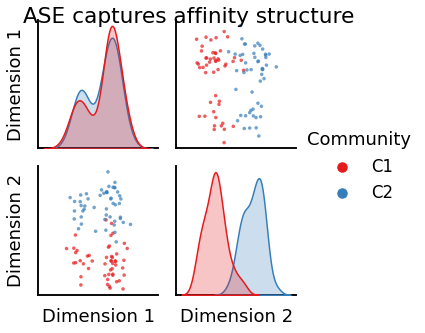 ASE captures affinity structure
Dimension 1
Community
C1
C2
Dimension 2
Dimension 1
Dimension 2